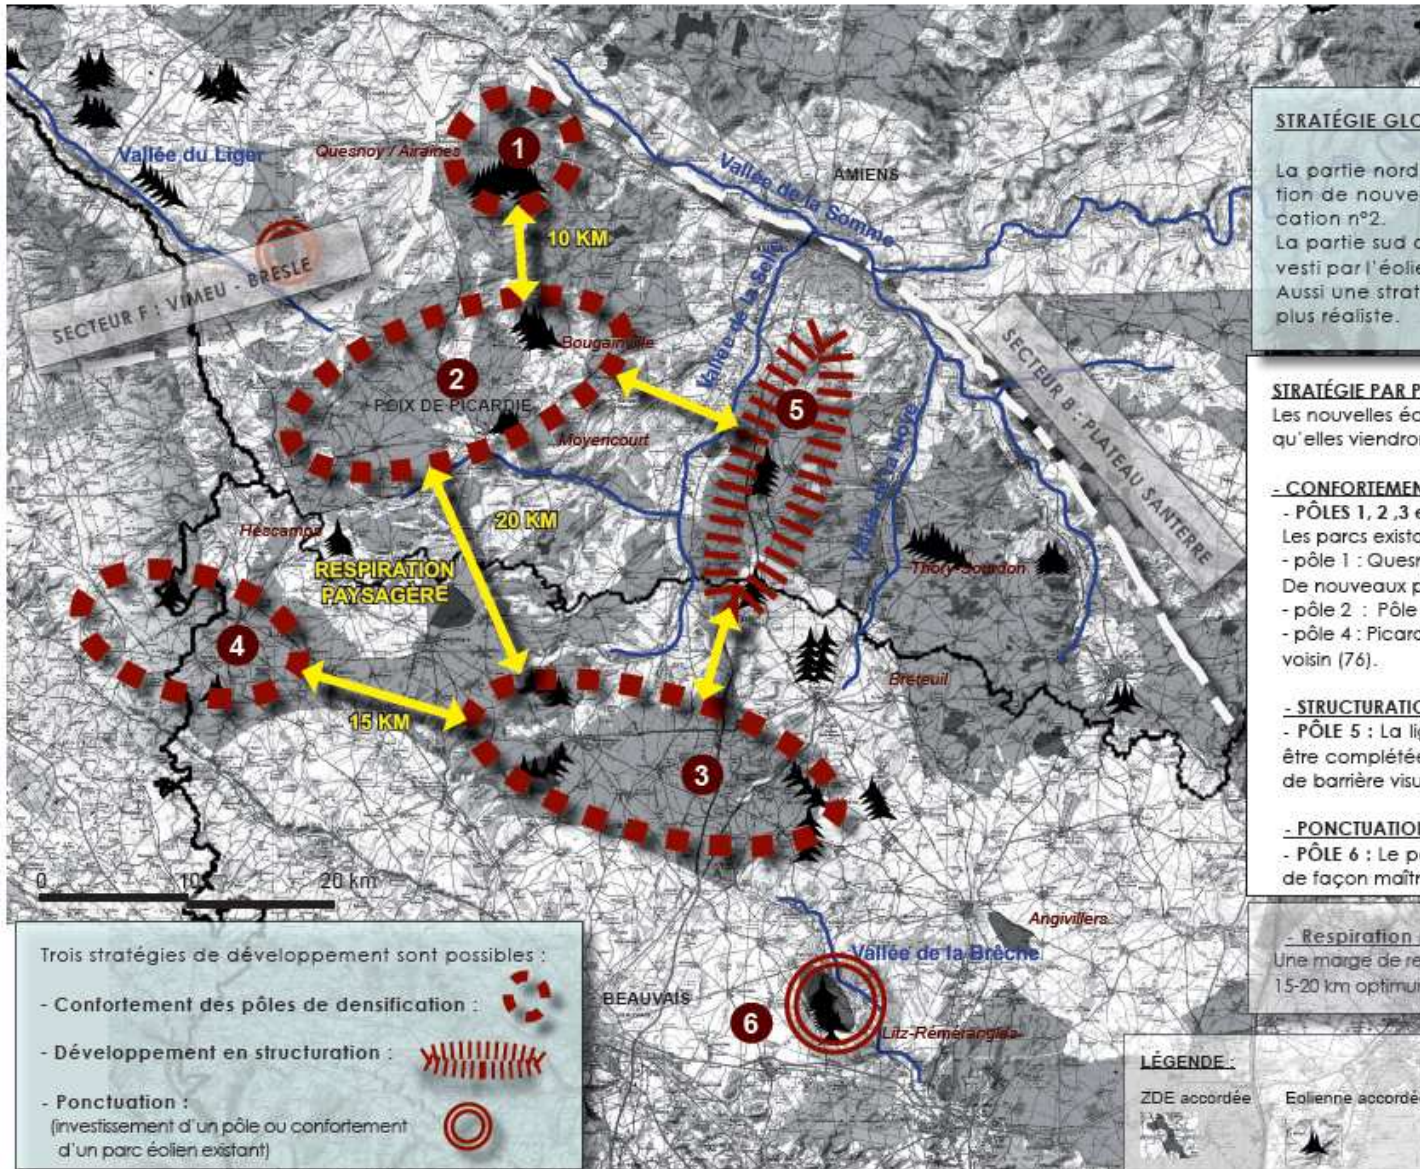 Vallée du Liger
Quesnoy / Airaines
1
10 KM
Vallée de la Somme
AMIENS
SECTEUR F : VIMEU - BRESLE
Vallée de la Selle
Bougainville
2
POIX DE PICARDIE
Moyencourt
5
SECTEUR B : PLATEAU SANTERRE
Vallée de la Noye
Héscamps
20 KM
RESPIRATION
PAYSAGÈRE
Thory-Sourdon
4
15 KM
Breteuil
3
0 10 20 km
Angivillers
Vallée de la Brêche
BEAUVAIS
6
Litz-Rémérangles
STRATÉGIE GLO
La partie nord
tion de nouve
cation n°2.
La partie sud
vesti par l'éolie
Aussi une strat
plus réaliste.
STRATÉGIE PAR P
Les nouvelles éo
qu'elles viendron
- CONFORTEMEN
- PÔLES 1, 2 ,3 e
Les parcs exista
- pôle 1 : Quesn
De nouveaux p
- pôle 2 : Pôle
- pôle 4 : Picard
voisin (76).
- STRUCTURATIO
- PÔLE 5 : La lig
être complétée
de barrière visu
- PONCTUATION
- PÔLE 6 : Le pa
de façon maîtr
- Respiration
Une marge de re
15-20 km optimu
Trois stratégies de développement sont possibles :
- Confortement des pôles de densification :
- Développement en structuration :
- Ponctuation :
(investissement d'un pôle ou confortement
d'un parc éolien existant)
LÉGENDE :
ZDE accordée
Eolienne accordée